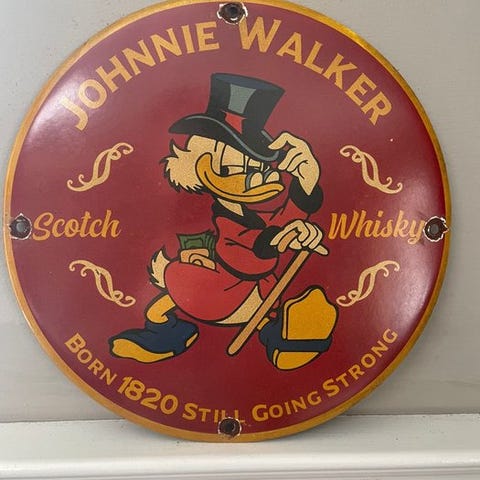 JOHNNIE WALKER
Scotch Whisky
BORN 1820 STILL GOING STRONG